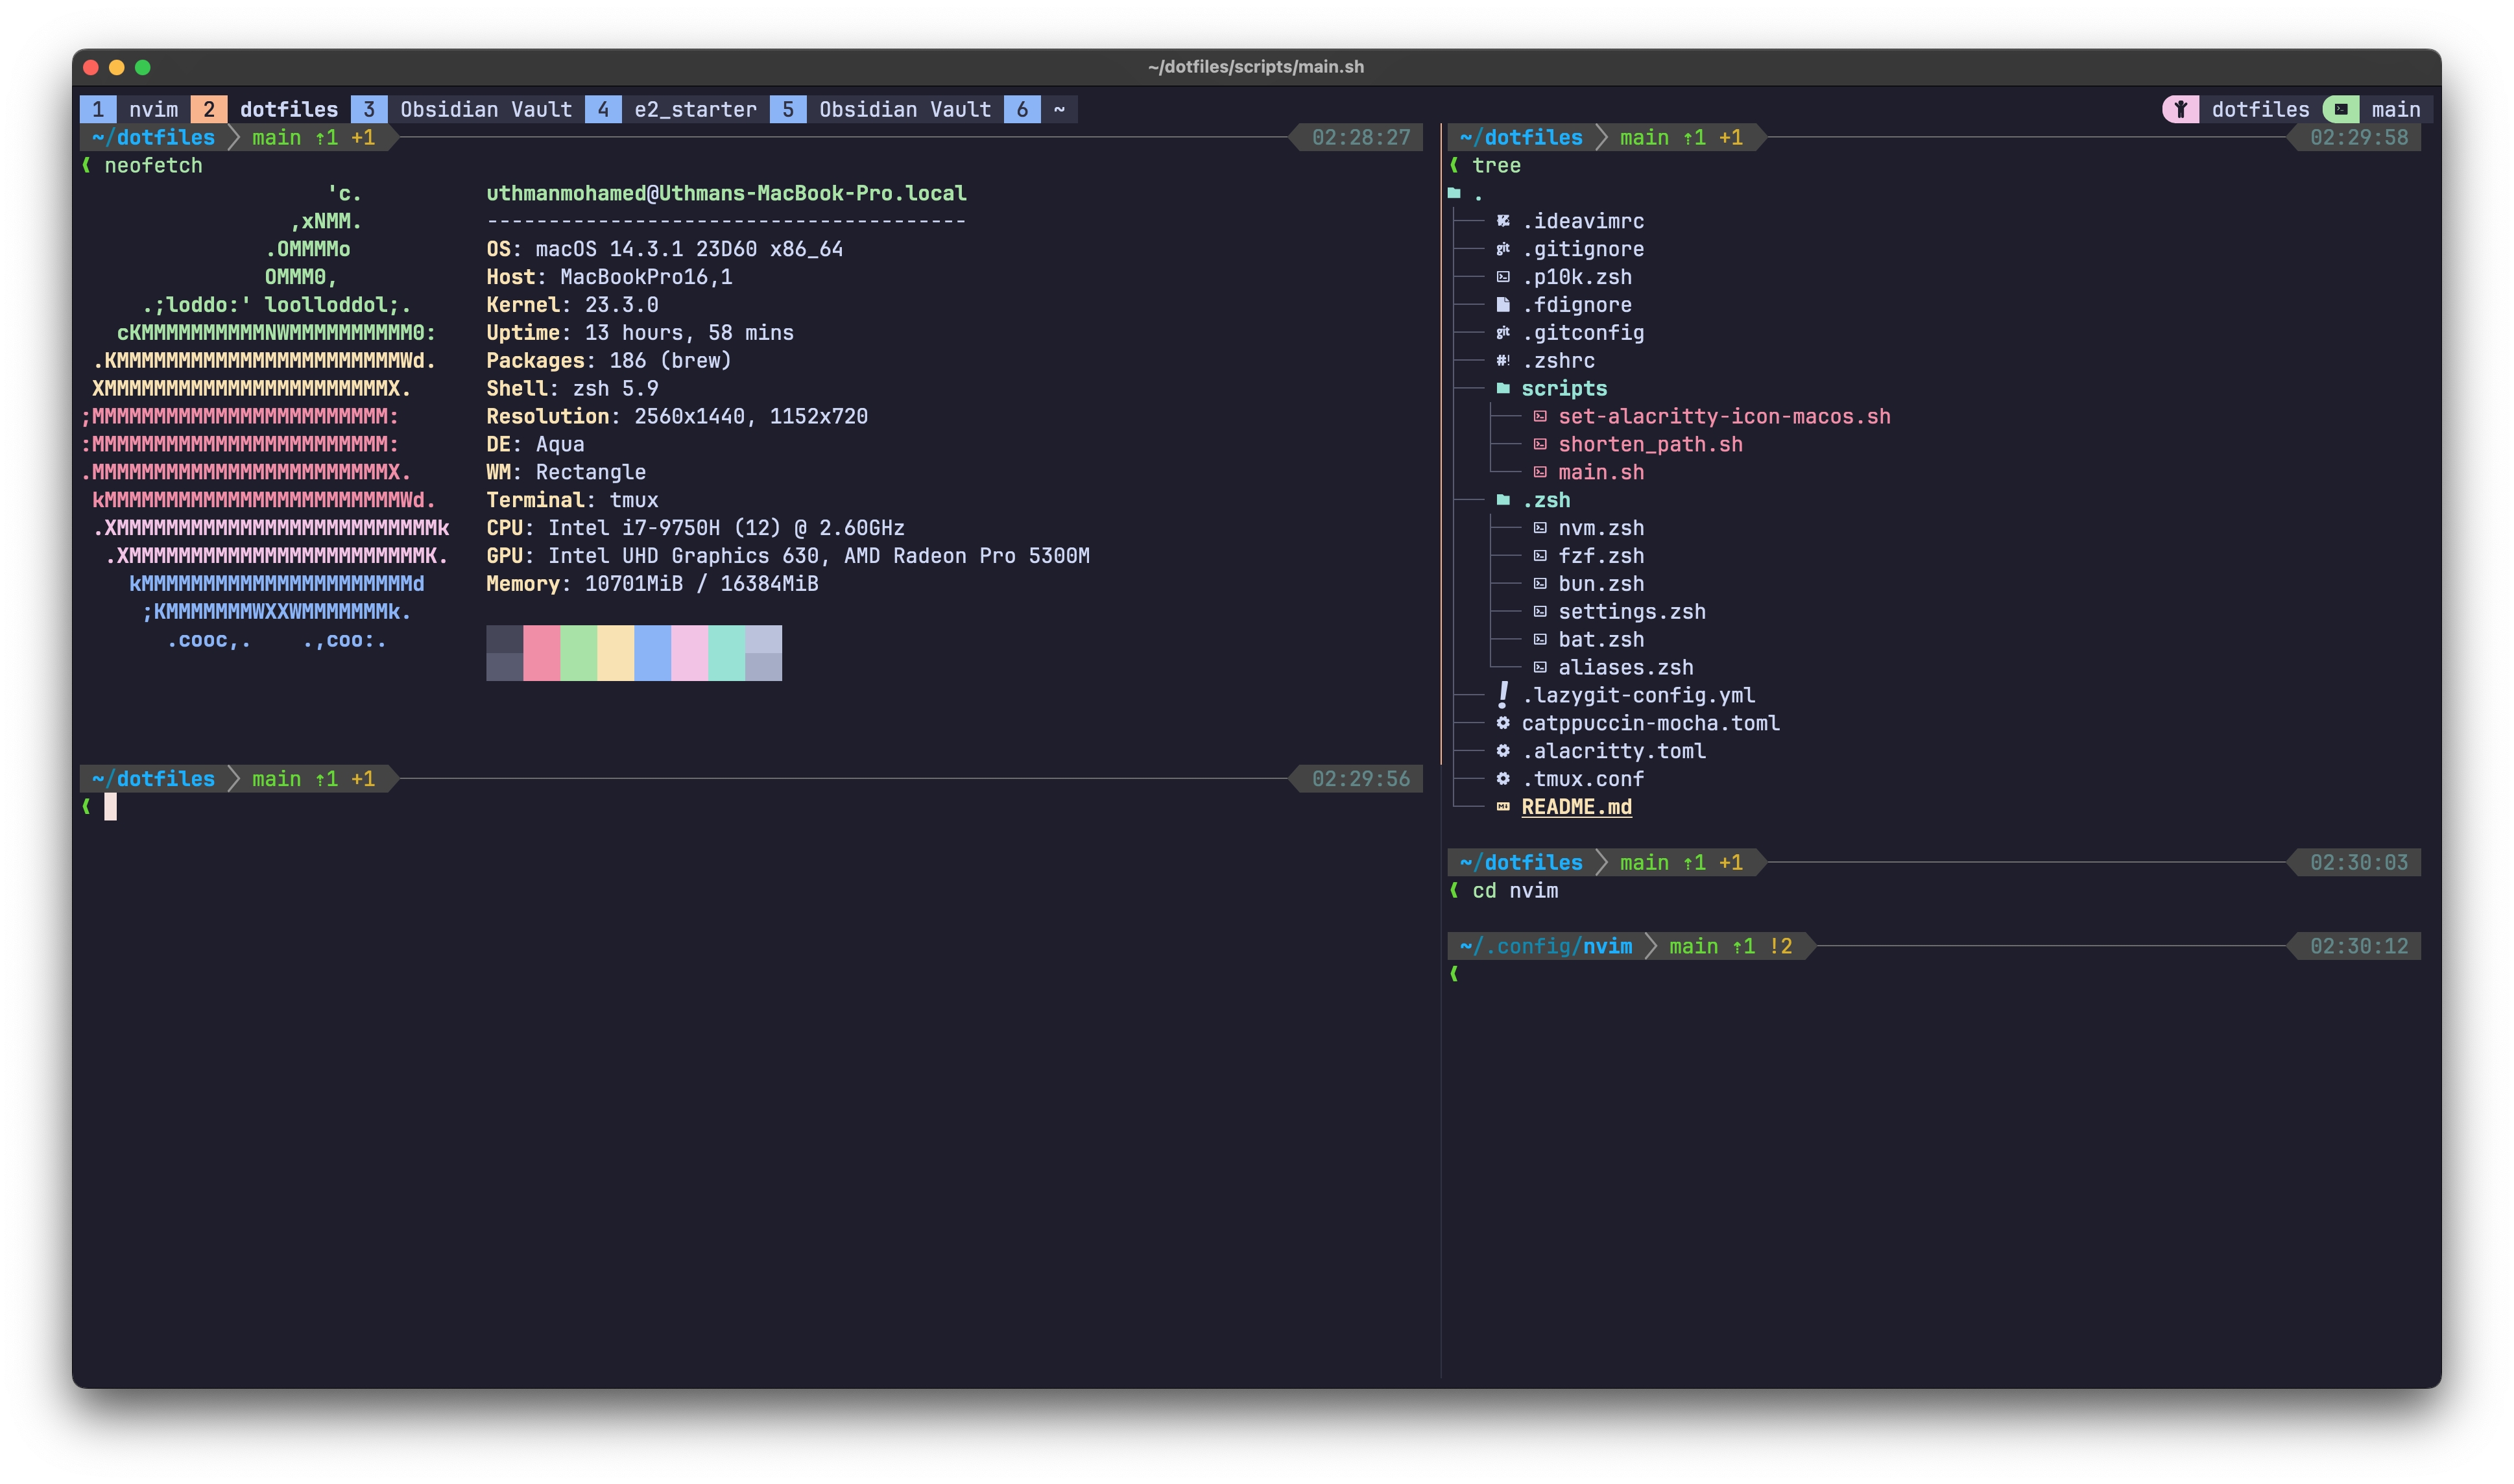 ~/dotfiles/scripts/main.sh
1 nvim 2 dotfiles 3 Obsidian Vault 4 e2_starter 5 Obsidian Vault 6 ~ dotfiles main
~/dotfiles main ⇡1 +1 02:28:27
❰ neofetch
'c.
,xNMM.
.OMMMMo
OMMM0,
.;loddo:' loolloddol;.
cKMMMMMMMMMMNWMMMMMMMMMM0:
.KMMMMMMMMMMMMMMMMMMMMMMMWd.
XMMMMMMMMMMMMMMMMMMMMMMMX.
;MMMMMMMMMMMMMMMMMMMMMMMM:
:MMMMMMMMMMMMMMMMMMMMMMMM:
.MMMMMMMMMMMMMMMMMMMMMMMMX.
kMMMMMMMMMMMMMMMMMMMMMMMMWd.
.XMMMMMMMMMMMMMMMMMMMMMMMMMMk
.XMMMMMMMMMMMMMMMMMMMMMMMMK.
kMMMMMMMMMMMMMMMMMMMMMMd
;KMMMMMMMWXXWMMMMMMMk.
.cooc,. .,coo:.
uthmanmohamed@Uthmans-MacBook-Pro.local
---------------------------------------
OS: macOS 14.3.1 23D60 x86_64
Host: MacBookPro16,1
Kernel: 23.3.0
Uptime: 13 hours, 58 mins
Packages: 186 (brew)
Shell: zsh 5.9
Resolution: 2560x1440, 1152x720
DE: Aqua
WM: Rectangle
Terminal: tmux
CPU: Intel i7-9750H (12) @ 2.60GHz
GPU: Intel UHD Graphics 630, AMD Radeon Pro 5300M
Memory: 10701MiB / 16384MiB
~/dotfiles main ⇡1 +1 02:29:56
❰
~/dotfiles main ⇡1 +1 02:29:58
❰ tree
.
.ideavimrc
git .gitignore
.p10k.zsh
.fdignore
git .gitconfig
#! .zshrc
scripts
set-alacritty-icon-macos.sh
shorten_path.sh
main.sh
.zsh
nvm.zsh
fzf.zsh
bun.zsh
settings.zsh
bat.zsh
aliases.zsh
! .lazygit-config.yml
catppuccin-mocha.toml
.alacritty.toml
.tmux.conf
README.md
~/dotfiles main ⇡1 +1 02:30:03
❰ cd nvim
~/.config/nvim main ⇡1 !2 02:30:12
❰